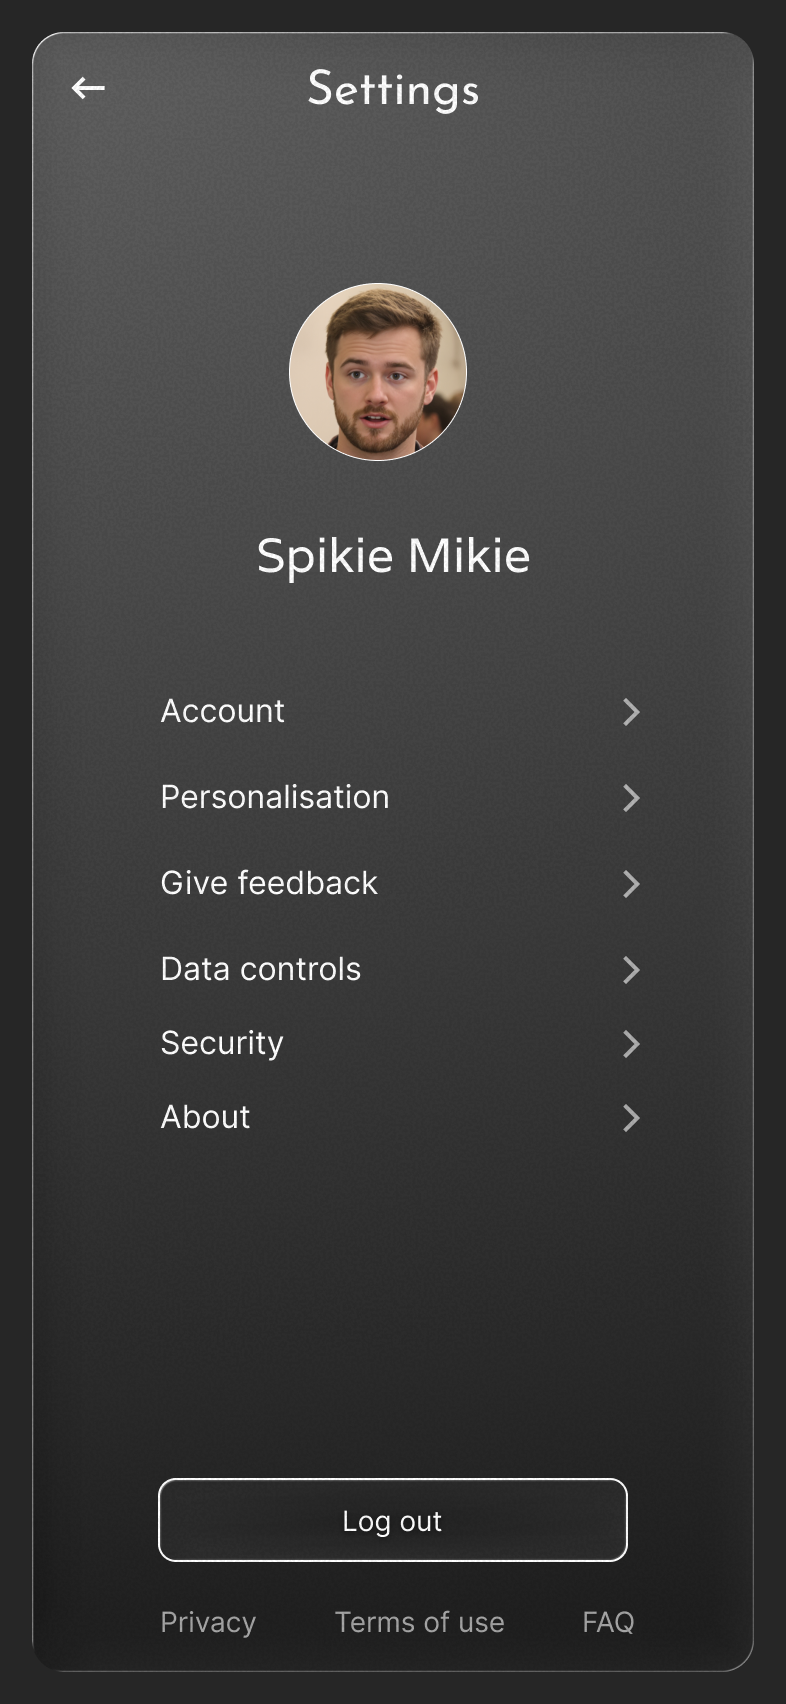 Settings
Spikie Mikie
Account
Personalisation
Give feedback
Data controls
Security
About
Log out
Privacy Terms of use FAQ